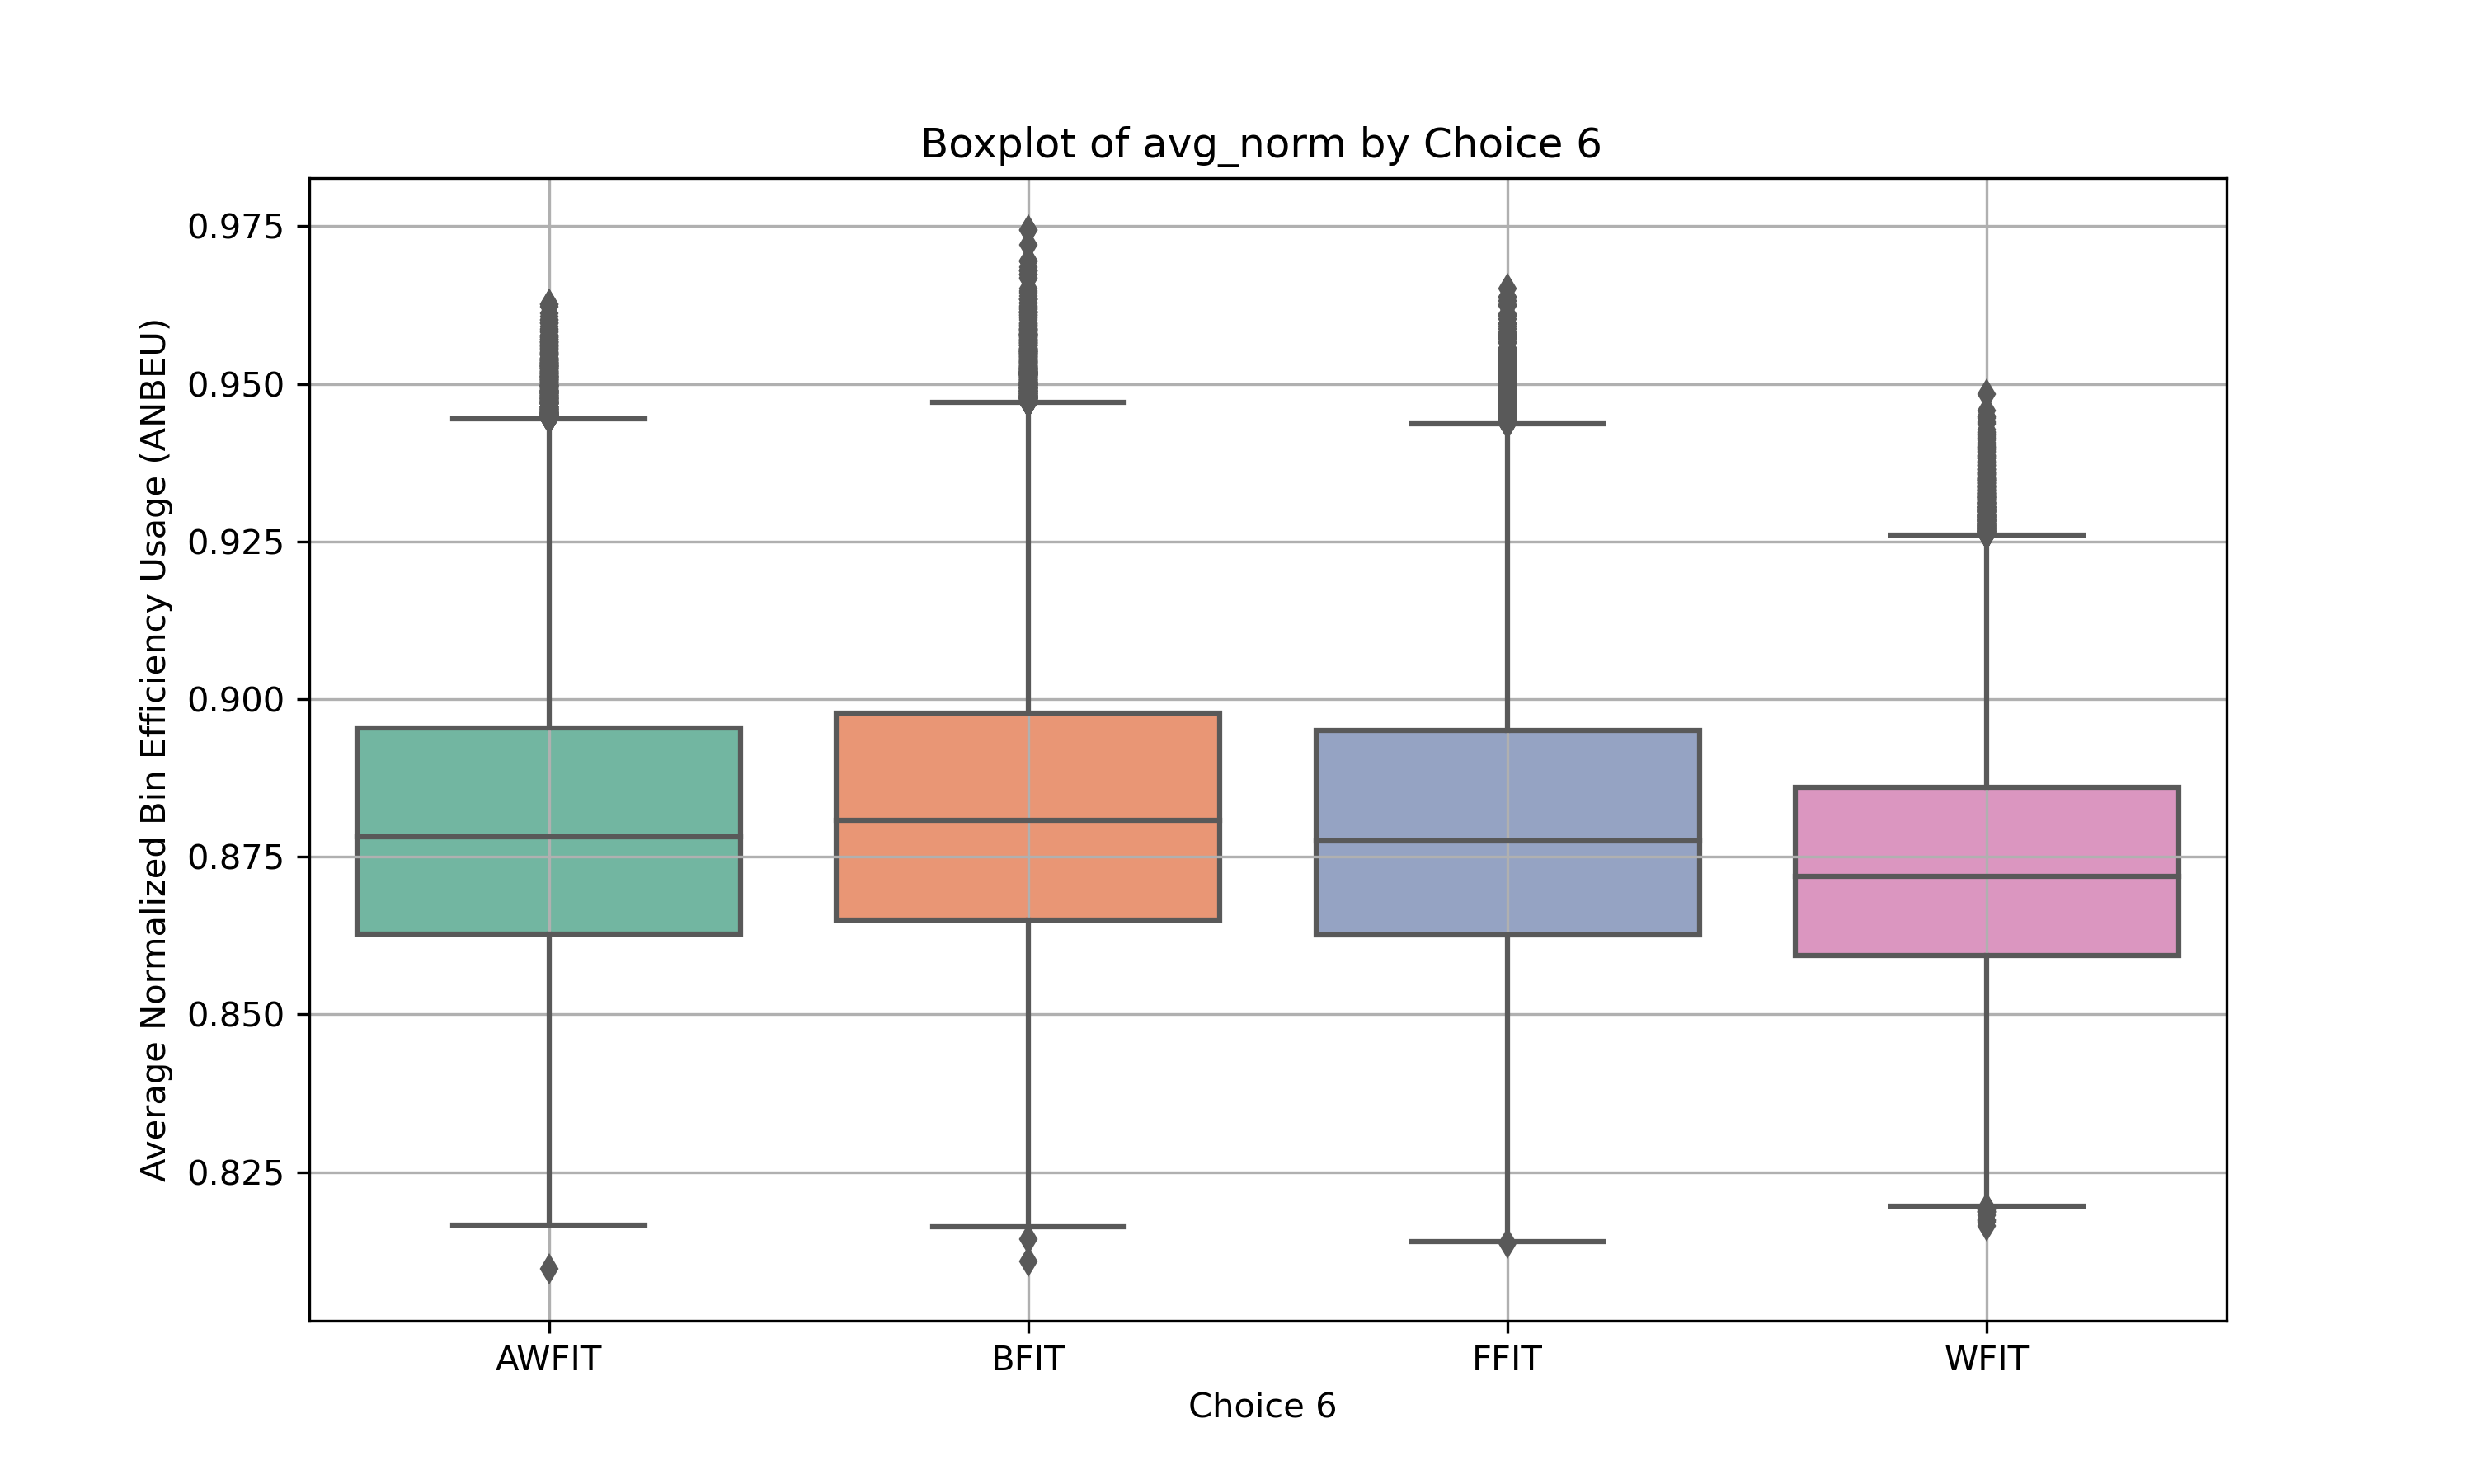 Boxplot of avg_norm by Choice 6
Average Normalized Bin Efficiency Usage (ANBEU)
0.975
0.950
0.925
0.900
0.875
0.850
0.825
AWFIT BFIT FFIT WFIT
Choice 6